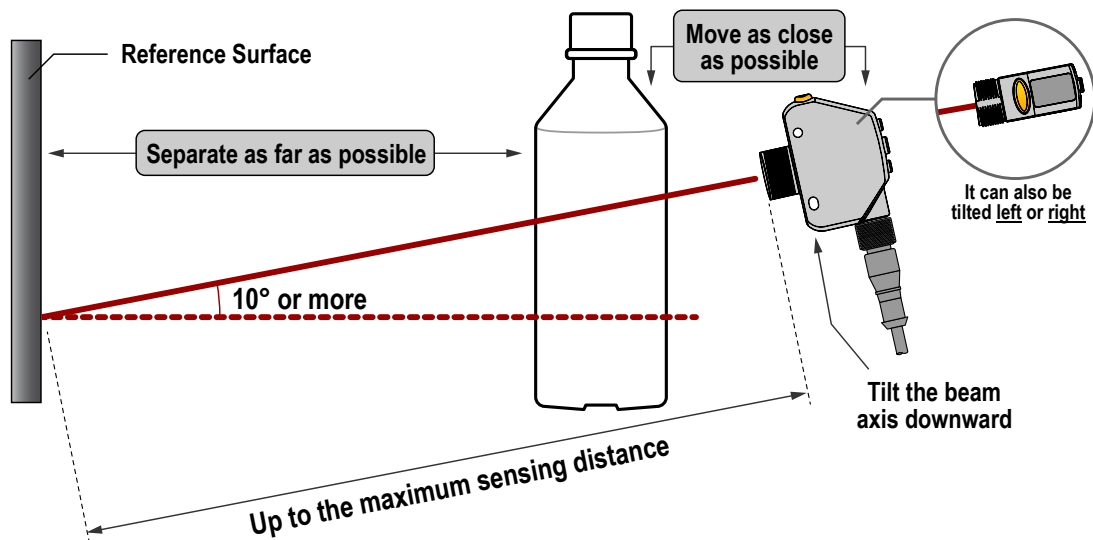 Reference Surface
Move as close
as possible
Separate as far as possible
It can also be
tilted left or right
10° or more
Tilt the beam
axis downward
Up to the maximum sensing distance